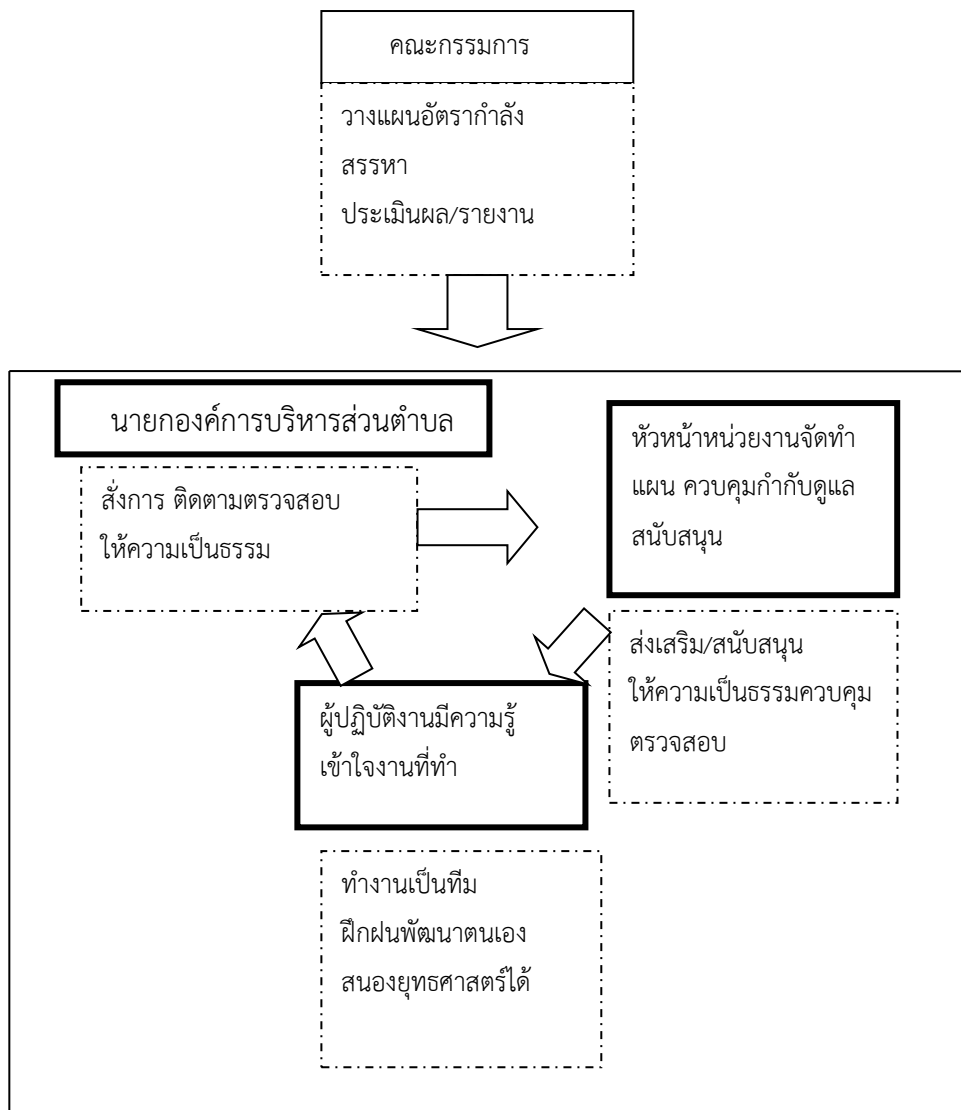 คณะกรรมการ
วางแผนอัตรากำลัง
สรรหา
ประเมินผล/รายงาน
นายกองค์การบริหารส่วนตำบล
สั่งการ ติดตามตรวจสอบ
ให้ความเป็นธรรม
หัวหน้าหน่วยงานจัดทำ
แผน ควบคุมกำกับดูแล
สนับสนุน
ส่งเสริม/สนับสนุน
ให้ความเป็นธรรมควบคุม
ตรวจสอบ
ผู้ปฏิบัติงานมีความรู้
เข้าใจงานที่ทำ
ทำงานเป็นทีม
ฝึกฝนพัฒนาตนเอง
สนองยุทธศาสตร์ได้